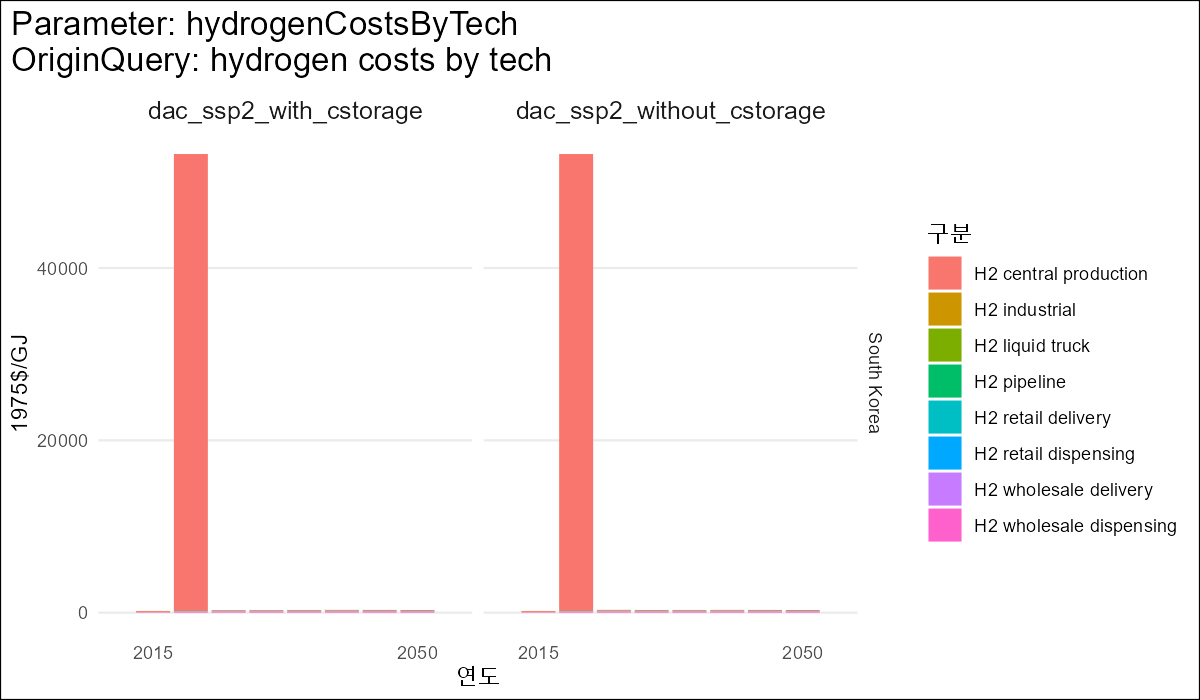 Parameter: hydrogenCostsByTech
OriginQuery: hydrogen costs by tech
dac_ssp2_with_cstorage
dac_ssp2_without_cstorage
40000
20000
0
1975$/GJ
2015
2050
2015
2050
연도
South Korea
구분
H2 central production
H2 industrial
H2 liquid truck
H2 pipeline
H2 retail delivery
H2 retail dispensing
H2 wholesale delivery
H2 wholesale dispensing